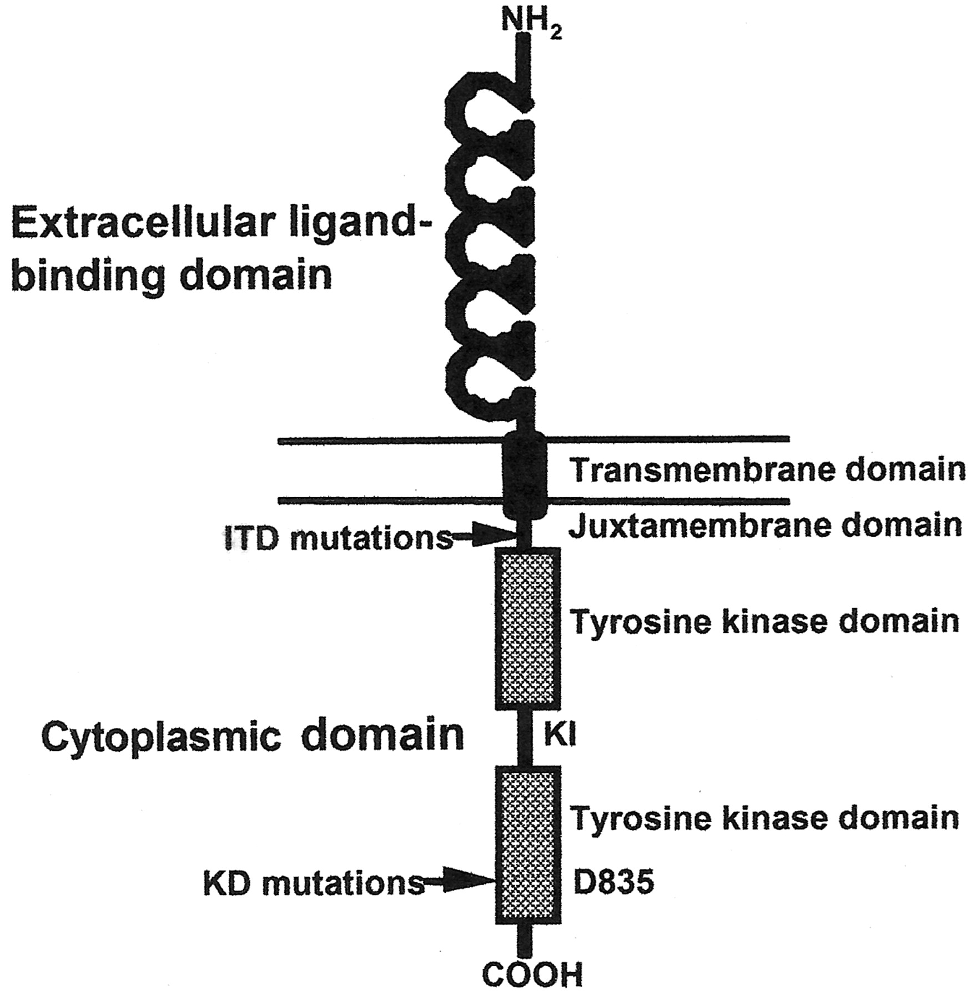 NH2
Extracellular ligand-
binding domain
Transmembrane domain
Juxtamembrane domain
ITD mutations
Tyrosine kinase domain
Cytoplasmic domain
KI
Tyrosine kinase domain
KD mutations
D835
COOH